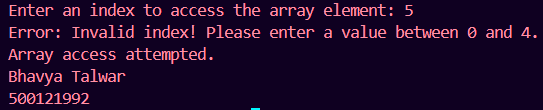 Enter an index to access the array element: 5
Error: Invalid index! Please enter a value between 0 and 4.
Array access attempted.
Bhavya Talwar
500121992